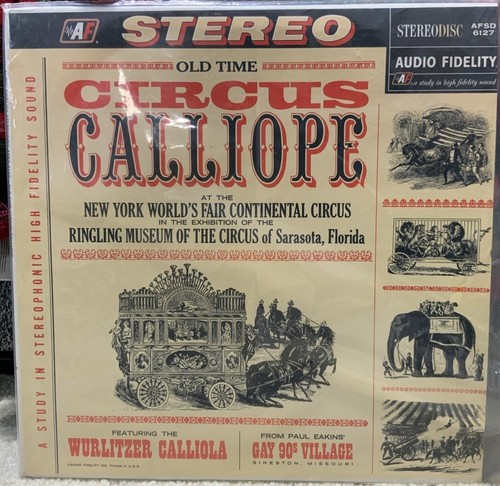 AF
STEREO
STEREODISC
AFSD
6127
AUDIO FIDELITY
AF
a study in high fidelity sound
OLD TIME
CIRCUS
CALLIOPE
AT THE
NEW YORK WORLD'S FAIR CONTINENTAL CIRCUS
IN THE EXHIBITION OF THE
RINGLING MUSEUM OF THE CIRCUS of Sarasota, Florida
A STUDY IN STEREOPHONIC HIGH FIDELITY SOUND
FEATURING THE
WURLITZER CALLIOLA
FROM PAUL EAKINS'
GAY 90s VILLAGE
SIKESTON, MISSOURI